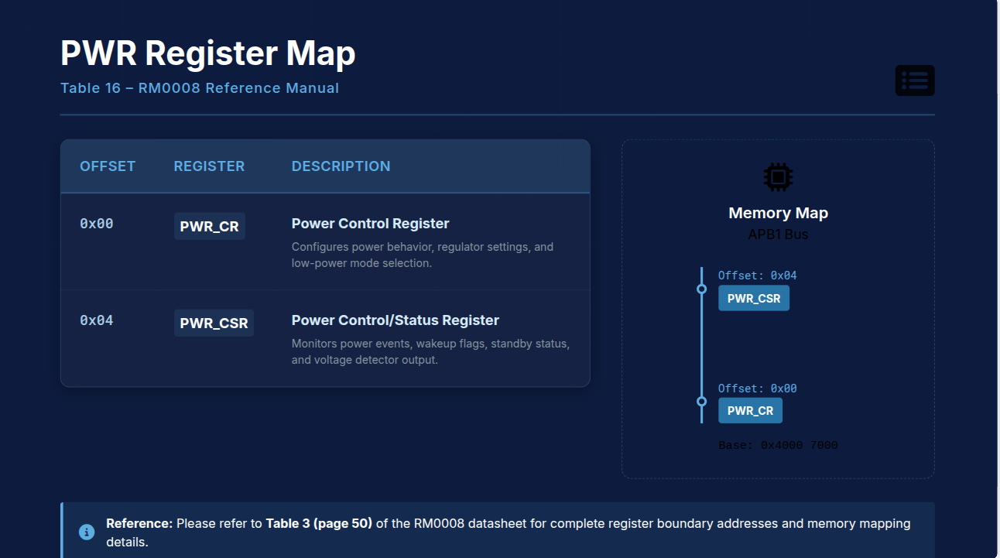 PWR Register Map
Table 16 – RM0008 Reference Manual
OFFSET REGISTER DESCRIPTION
0x00 PWR_CR Power Control Register
Configures power behavior, regulator settings, and
low-power mode selection.
0x04 PWR_CSR Power Control/Status Register
Monitors power events, wakeup flags, standby status,
and voltage detector output.
Memory Map
APB1 Bus
Offset: 0x04
PWR_CSR
Offset: 0x00
PWR_CR
Base: 0x4000 7000
Reference: Please refer to Table 3 (page 50) of the RM0008 datasheet for complete register boundary addresses and memory mapping
details.